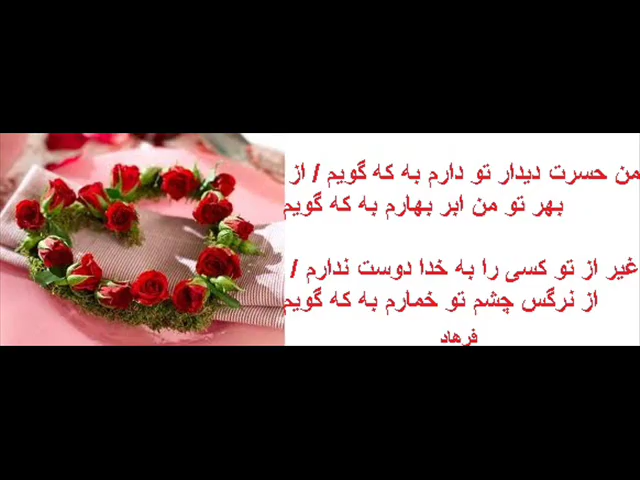 من حسرت دیدار تو دارم به که گویم / از
بهر تو من ابر بهارم به که گویم
غیر از تو کسی را به خدا دوست ندارم /
از نرگس چشم تو خمارم به که گویم
فرهاد